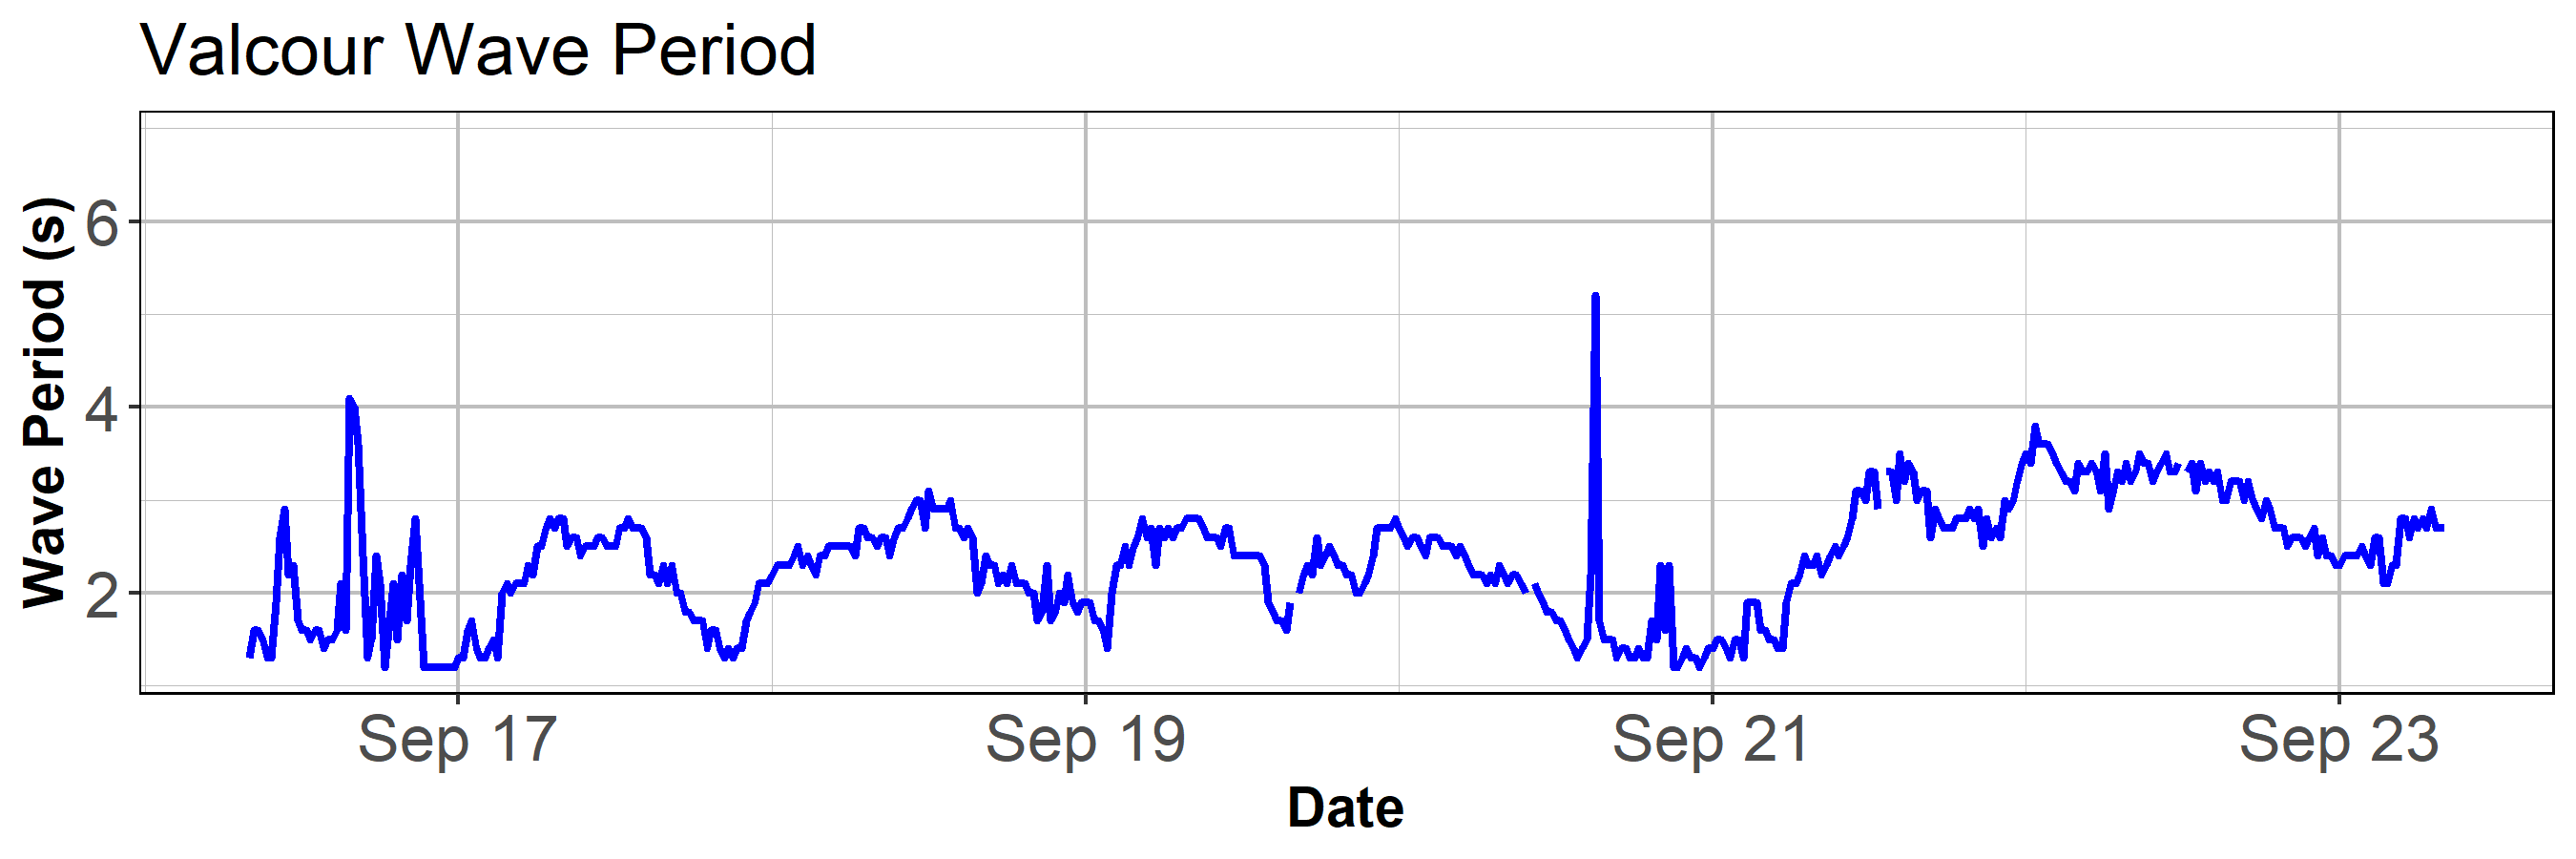 Valcour Wave Period
Wave Period (s)
6
4
2
Sep 17
Sep 19
Sep 21
Sep 23
Date